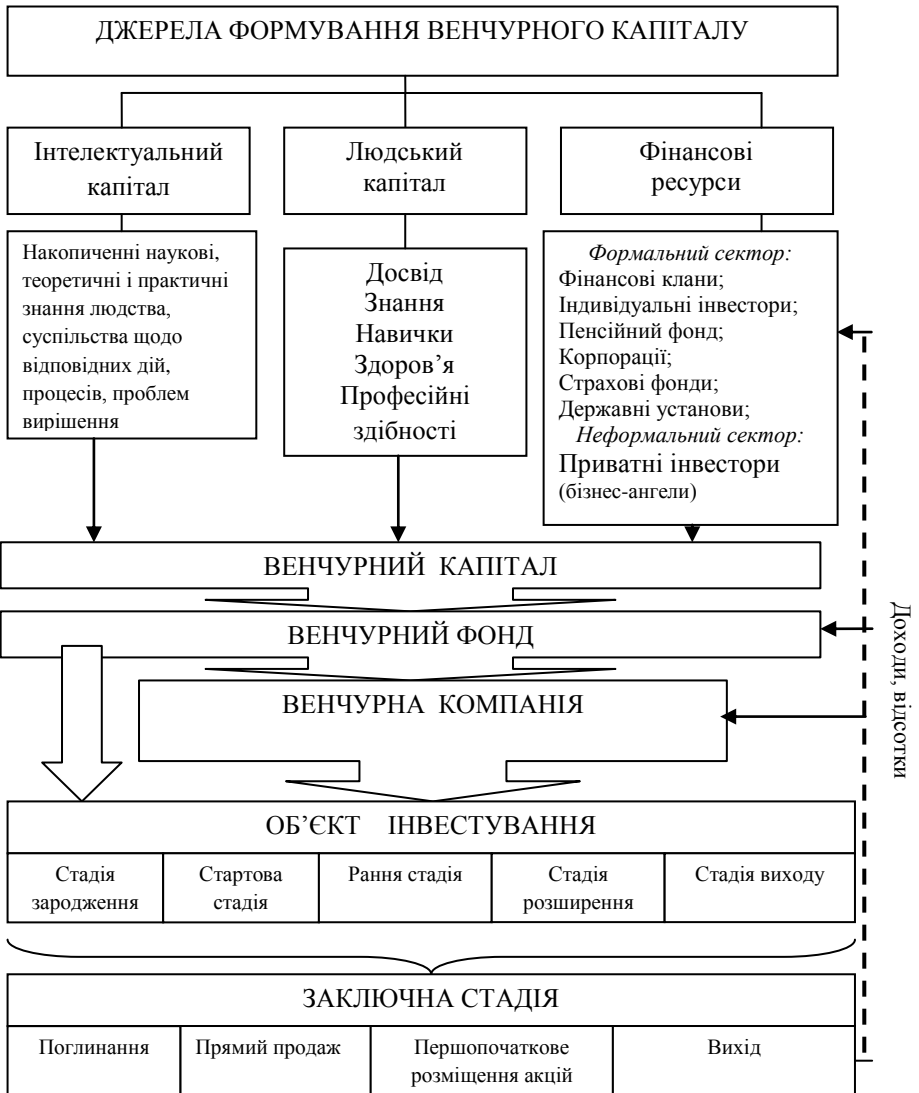 ДЖЕРЕЛА ФОРМУВАННЯ ВЕНЧУРНОГО КАПІТАЛУ
Інтелектуальний
капітал
Людський
капітал
Фінансові
ресурси
Накопиченні наукові,
теоретичні і практичні
знання людства,
суспільства щодо
відповідних дій,
процесів, проблем
вирішення
Досвід
Знання
Навички
Здоров’я
Професійні
здібності
Формальний сектор:
Фінансові клани;
Індивідуальні інвестори;
Пенсійний фонд;
Корпорації;
Страхові фонди;
Державні установи;
Неформальний сектор:
Приватні інвестори
(бізнес-ангели)
ВЕНЧУРНИЙ КАПІТАЛ
ВЕНЧУРНИЙ ФОНД
ВЕНЧУРНА КОМПАНІЯ
Доходи, відсотки
ОБ’ЄКТ ІНВЕСТУВАННЯ
Стадія
зародження
Стартова
стадія
Рання стадія
Стадія
розширення
Стадія виходу
ЗАКЛЮЧНА СТАДІЯ
Поглинання
Прямий продаж
Першопочаткове
розміщення акцій
Вихід